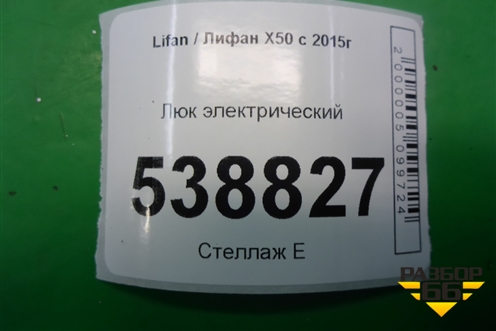 Lifan / Лифан X50 с 2015г
Люк электрический
538827
Стеллаж Е
2000005099724
РАЗБОР
66